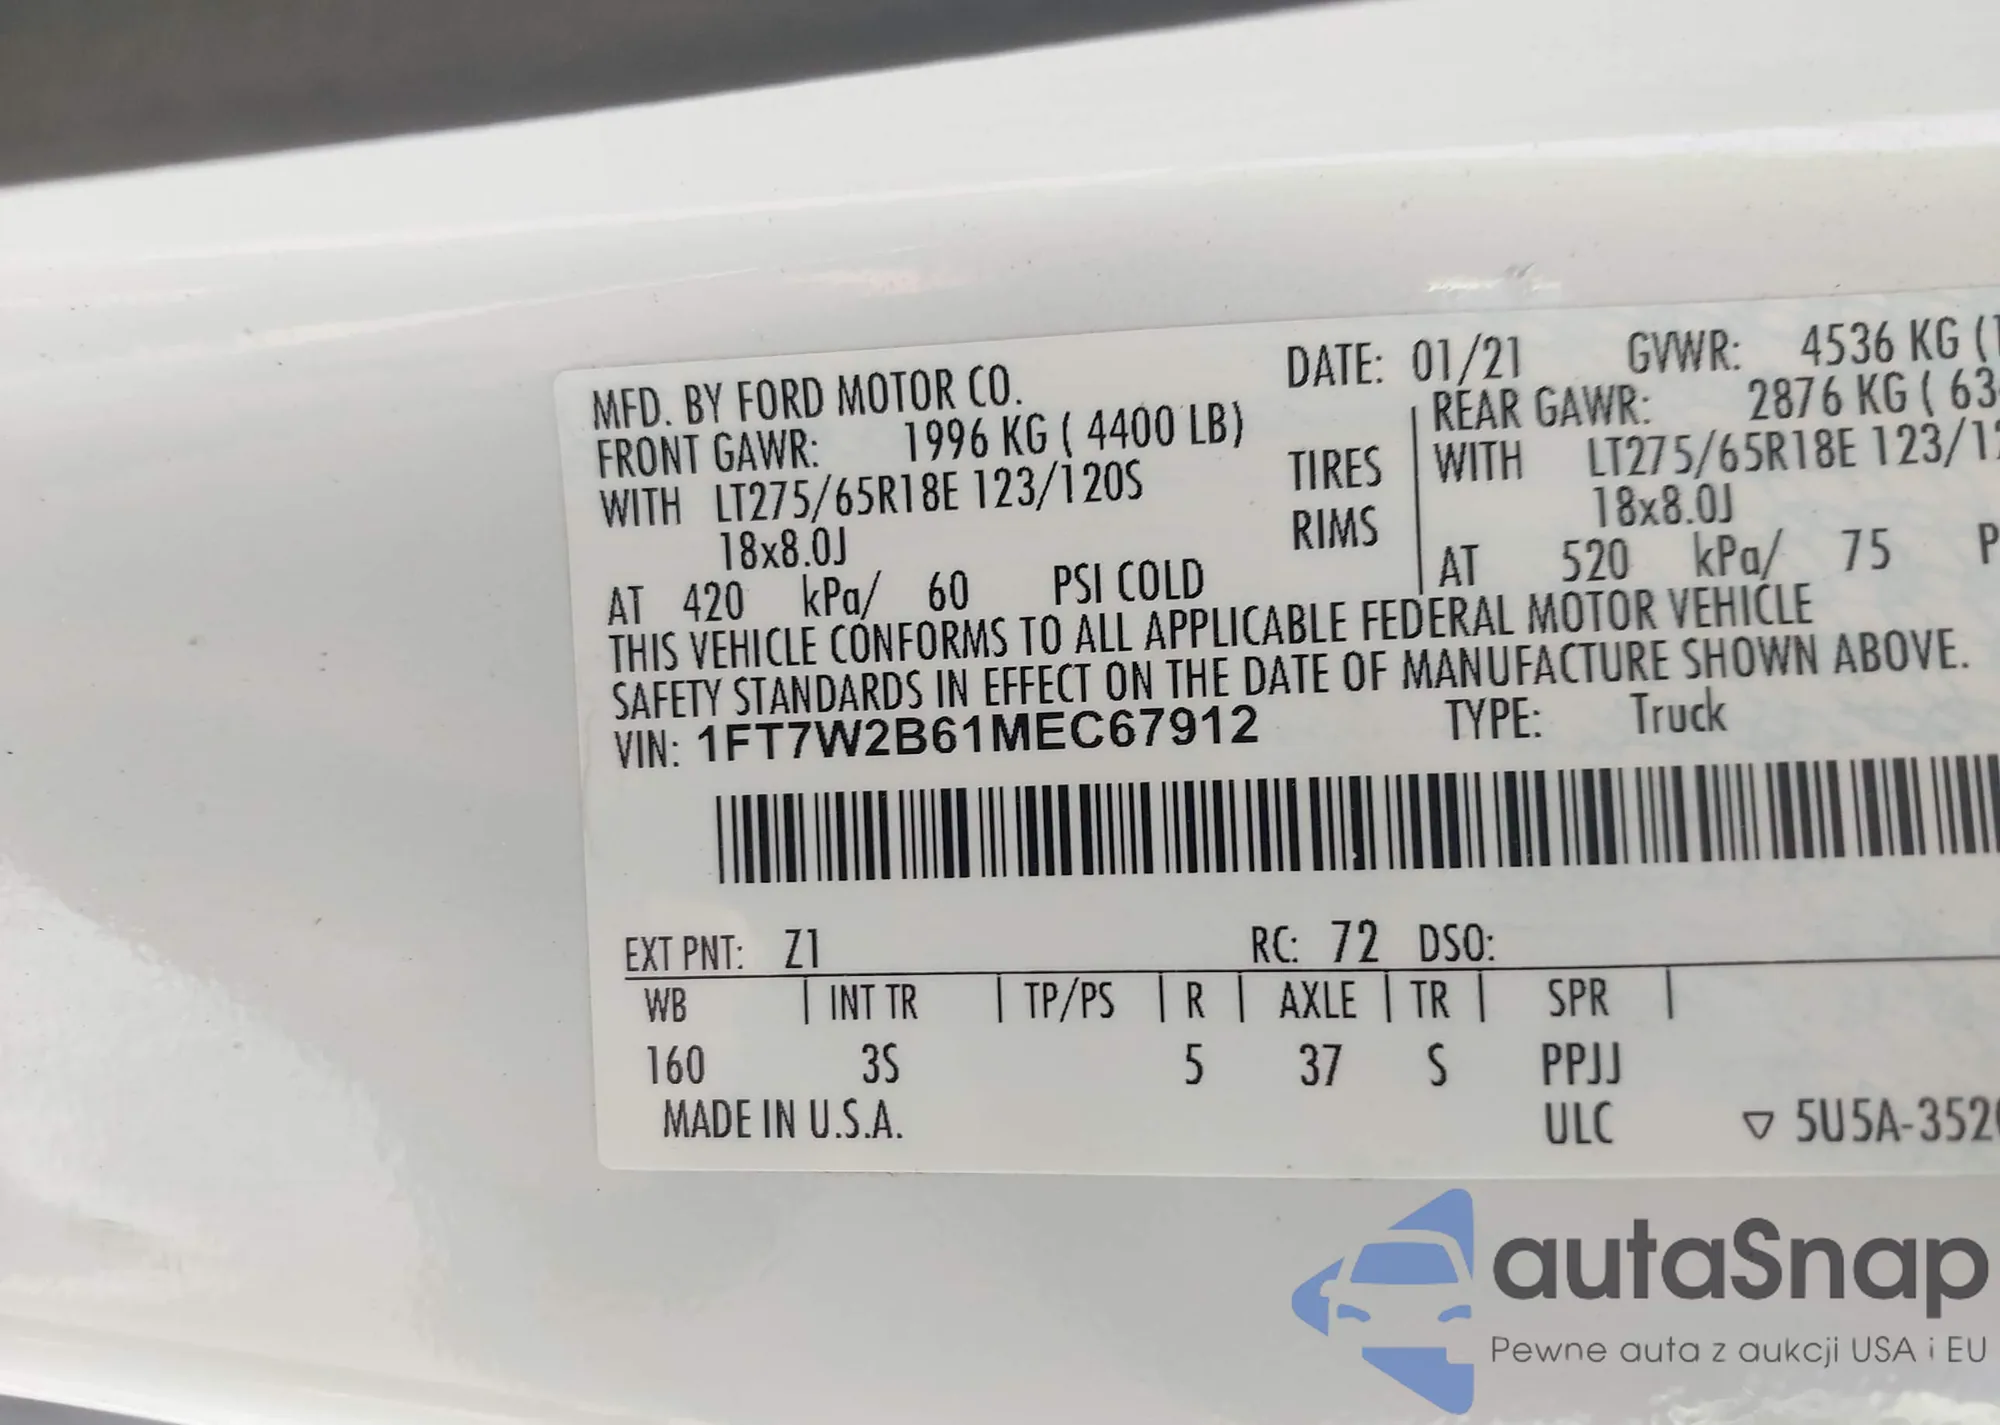 MFD. BY FORD MOTOR CO. DATE: 01/21 GVWR: 4536 KG (
FRONT GAWR: 1996 KG ( 4400 LB) REAR GAWR: 2876 KG ( 63
WITH LT275/65R18E 123/120S TIRES WITH LT275/65R18E 123/
18x8.0J RIMS 18x8.0J
AT 420 kPa/ 60 PSI COLD AT 520 kPa/ 75 P
THIS VEHICLE CONFORMS TO ALL APPLICABLE FEDERAL MOTOR VEHICLE
SAFETY STANDARDS IN EFFECT ON THE DATE OF MANUFACTURE SHOWN ABOVE.
VIN: 1FT7W2B61MEC67912 TYPE: Truck
EXT PNT: Z1 RC: 72 DSO:
WB | INT TR | TP/PS | R | AXLE | TR | SPR |
160 3S 5 37 S PPJJ
MADE IN U.S.A. ULC ▽ 5U5A-352
autaSnap
Pewne auta z aukcji USA i EU